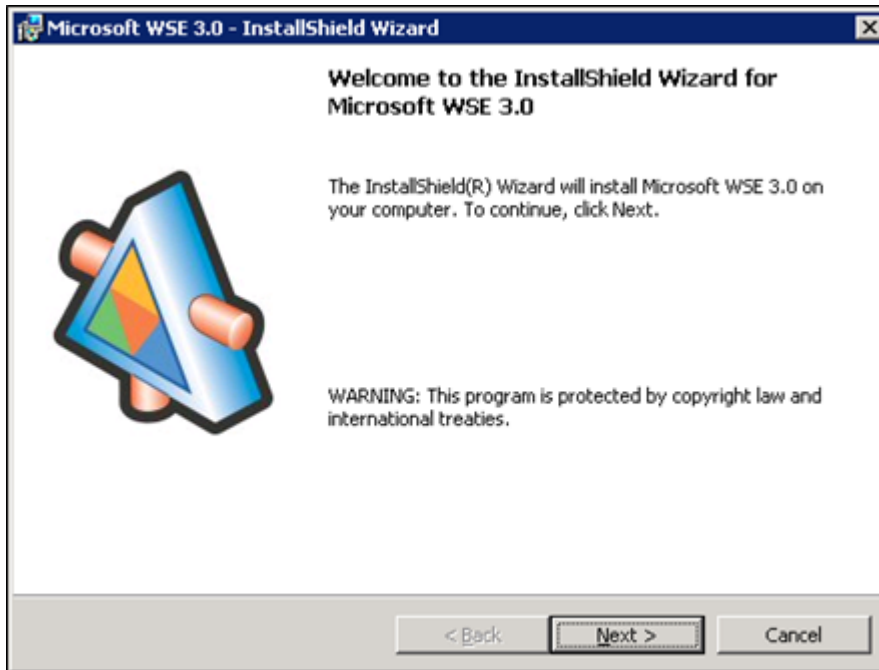 Microsoft WSE 3.0 - InstallShield Wizard
Welcome to the InstallShield Wizard for
Microsoft WSE 3.0
The InstallShield(R) Wizard will install Microsoft WSE 3.0 on
your computer. To continue, click Next.
WARNING: This program is protected by copyright law and
international treaties.
< Back
Next >
Cancel